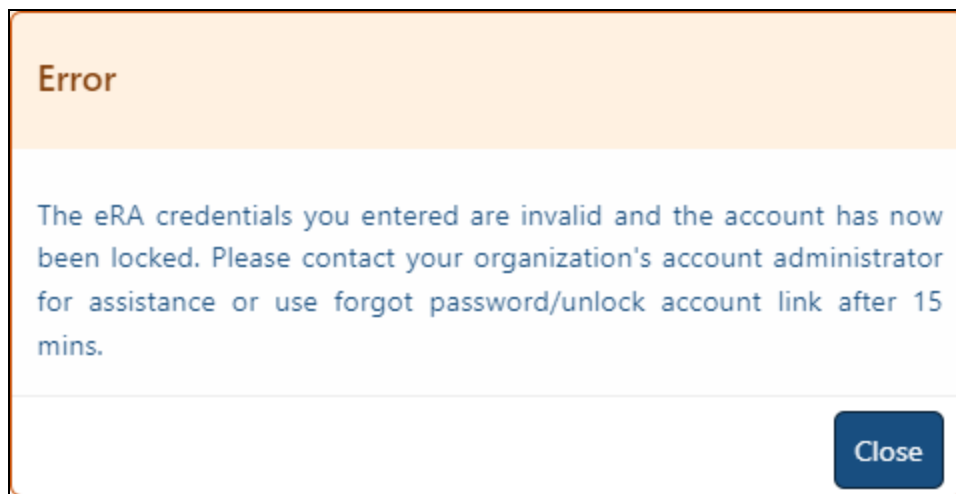 Error
The eRA credentials you entered are invalid and the account has now
been locked. Please contact your organization's account administrator
for assistance or use forgot password/unlock account link after 15
mins.
Close